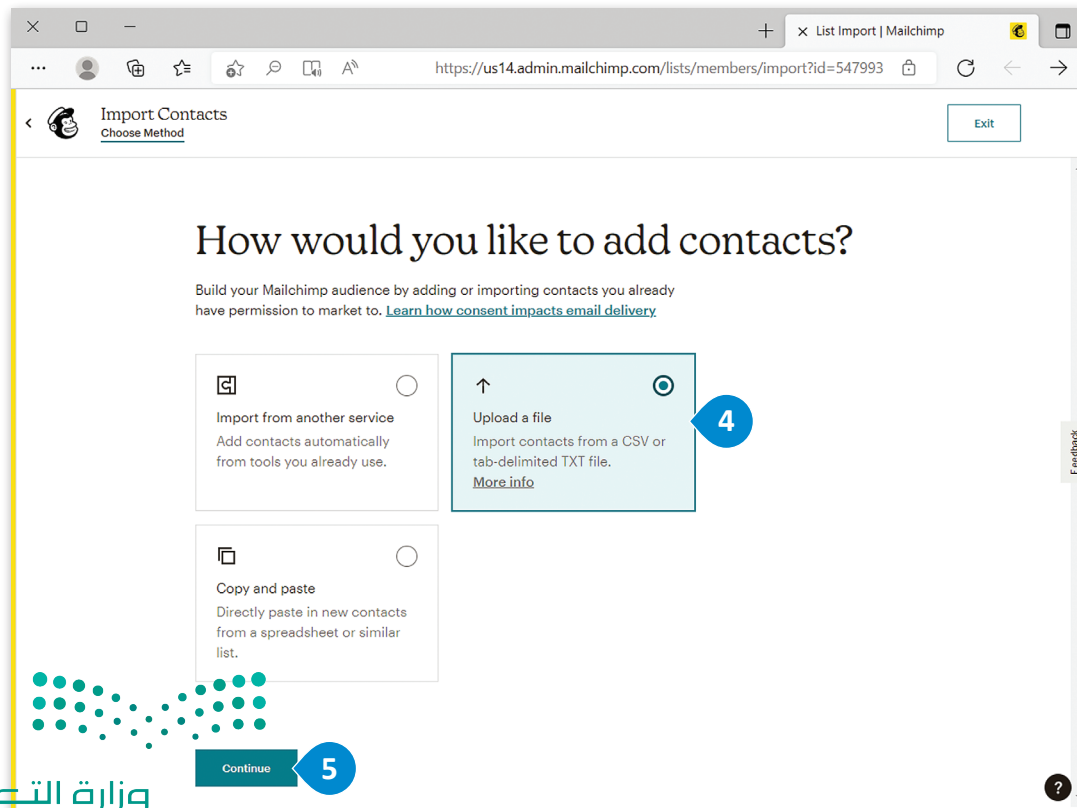 List Import | Mailchimp
https://us14.admin.mailchimp.com/lists/members/import?id=547993
Import Contacts
Choose Method
Exit
How would you like to add contacts?
Build your Mailchimp audience by adding or importing contacts you already
have permission to market to. Learn how consent impacts email delivery
Import from another service
Add contacts automatically
from tools you already use.
Upload a file
Import contacts from a CSV or
tab-delimited TXT file.
More info
4
Copy and paste
Directly paste in new contacts
from a spreadsheet or similar
list.
Feedback
Continue
5
?
وزارة